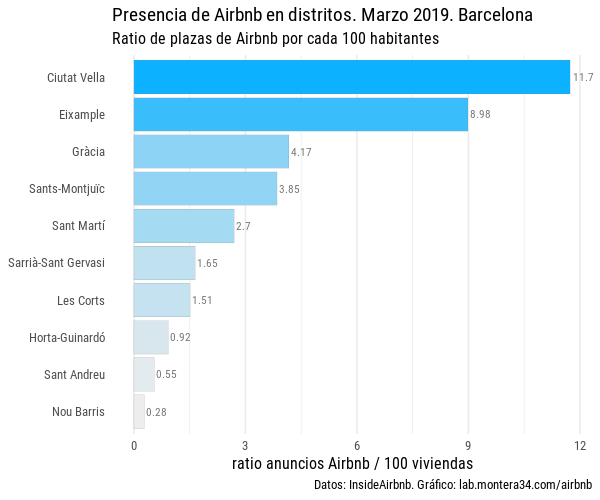 Presencia de Airbnb en distritos. Marzo 2019. Barcelona
Ratio de plazas de Airbnb por cada 100 habitantes
Ciutat Vella 11.7
Eixample 8.98
Gràcia 4.17
Sants-Montjuïc 3.85
Sant Martí 2.7
Sarrià-Sant Gervasi 1.65
Les Corts 1.51
Horta-Guinardó 0.92
Sant Andreu 0.55
Nou Barris 0.28
0 3 6 9 12
ratio anuncios Airbnb / 100 viviendas
Datos: InsideAirbnb. Gráfico: lab.montera34.com/airbnb